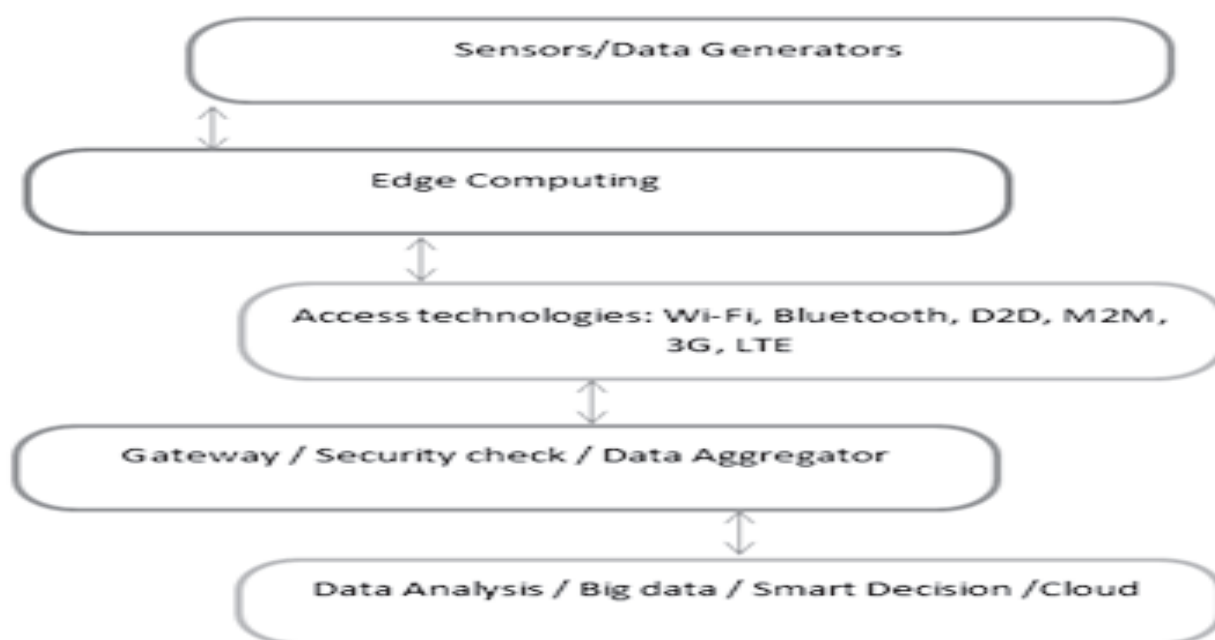 Sensors/Data Generators
Edge Computing
Access technologies: Wi-Fi, Bluetooth, D2D, M2M,
3G, LTE
Gateway / Security check / Data Aggregator
Data Analysis / Big data / Smart Decision /Cloud